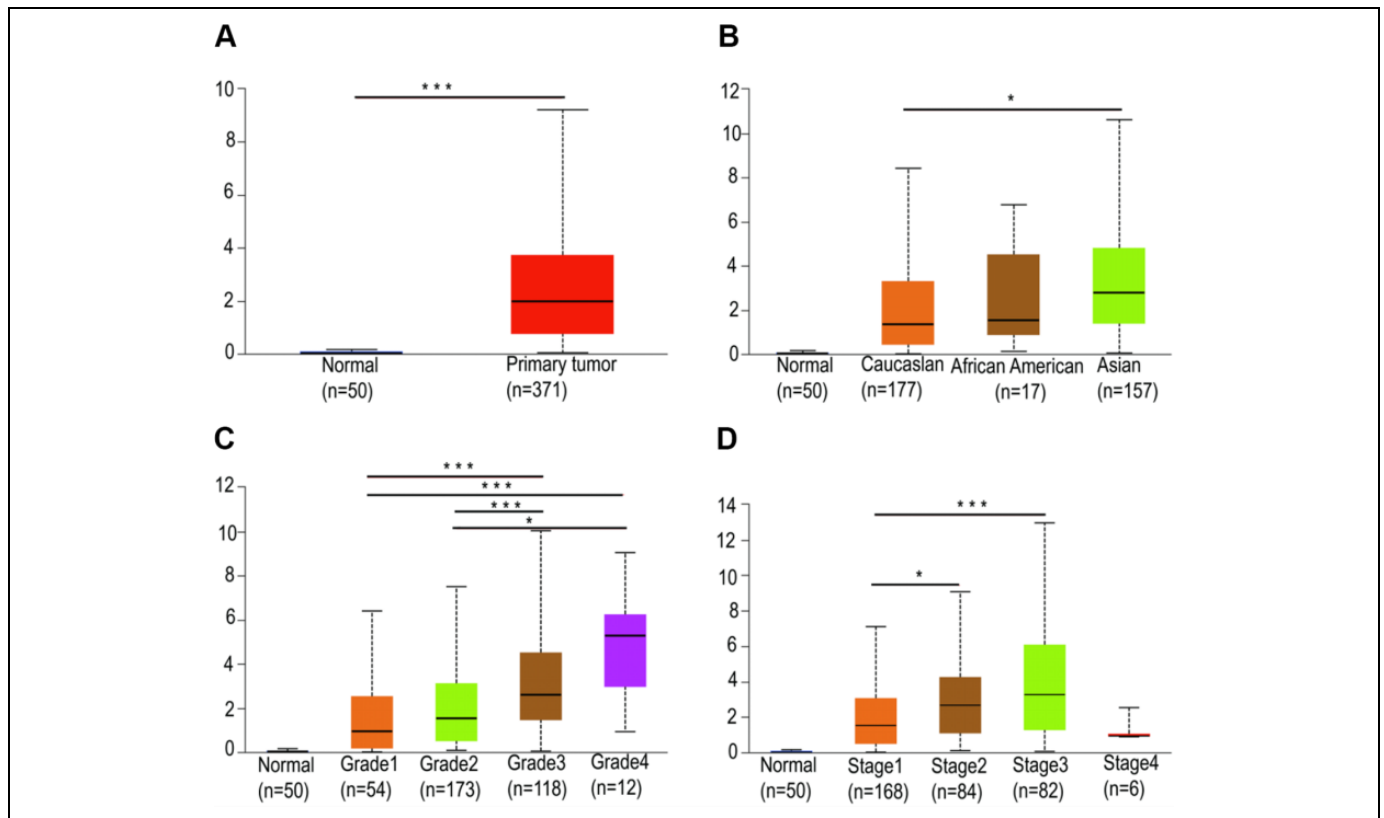 A
10
8
6
4
2
0
* * *
Normal
(n=50)
Primary tumor
(n=371)
B
12
10
8
6
4
2
0
*
Normal
(n=50)
Caucaslan
(n=177)
African American
(n=17)
Asian
(n=157)
C
12
10
8
6
4
2
0
* * *
* * *
* * *
*
Normal
(n=50)
Grade1
(n=54)
Grade2
(n=173)
Grade3
(n=118)
Grade4
(n=12)
D
14
12
10
8
6
4
2
0
* * *
*
Normal
(n=50)
Stage1
(n=168)
Stage2
(n=84)
Stage3
(n=82)
Stage4
(n=6)